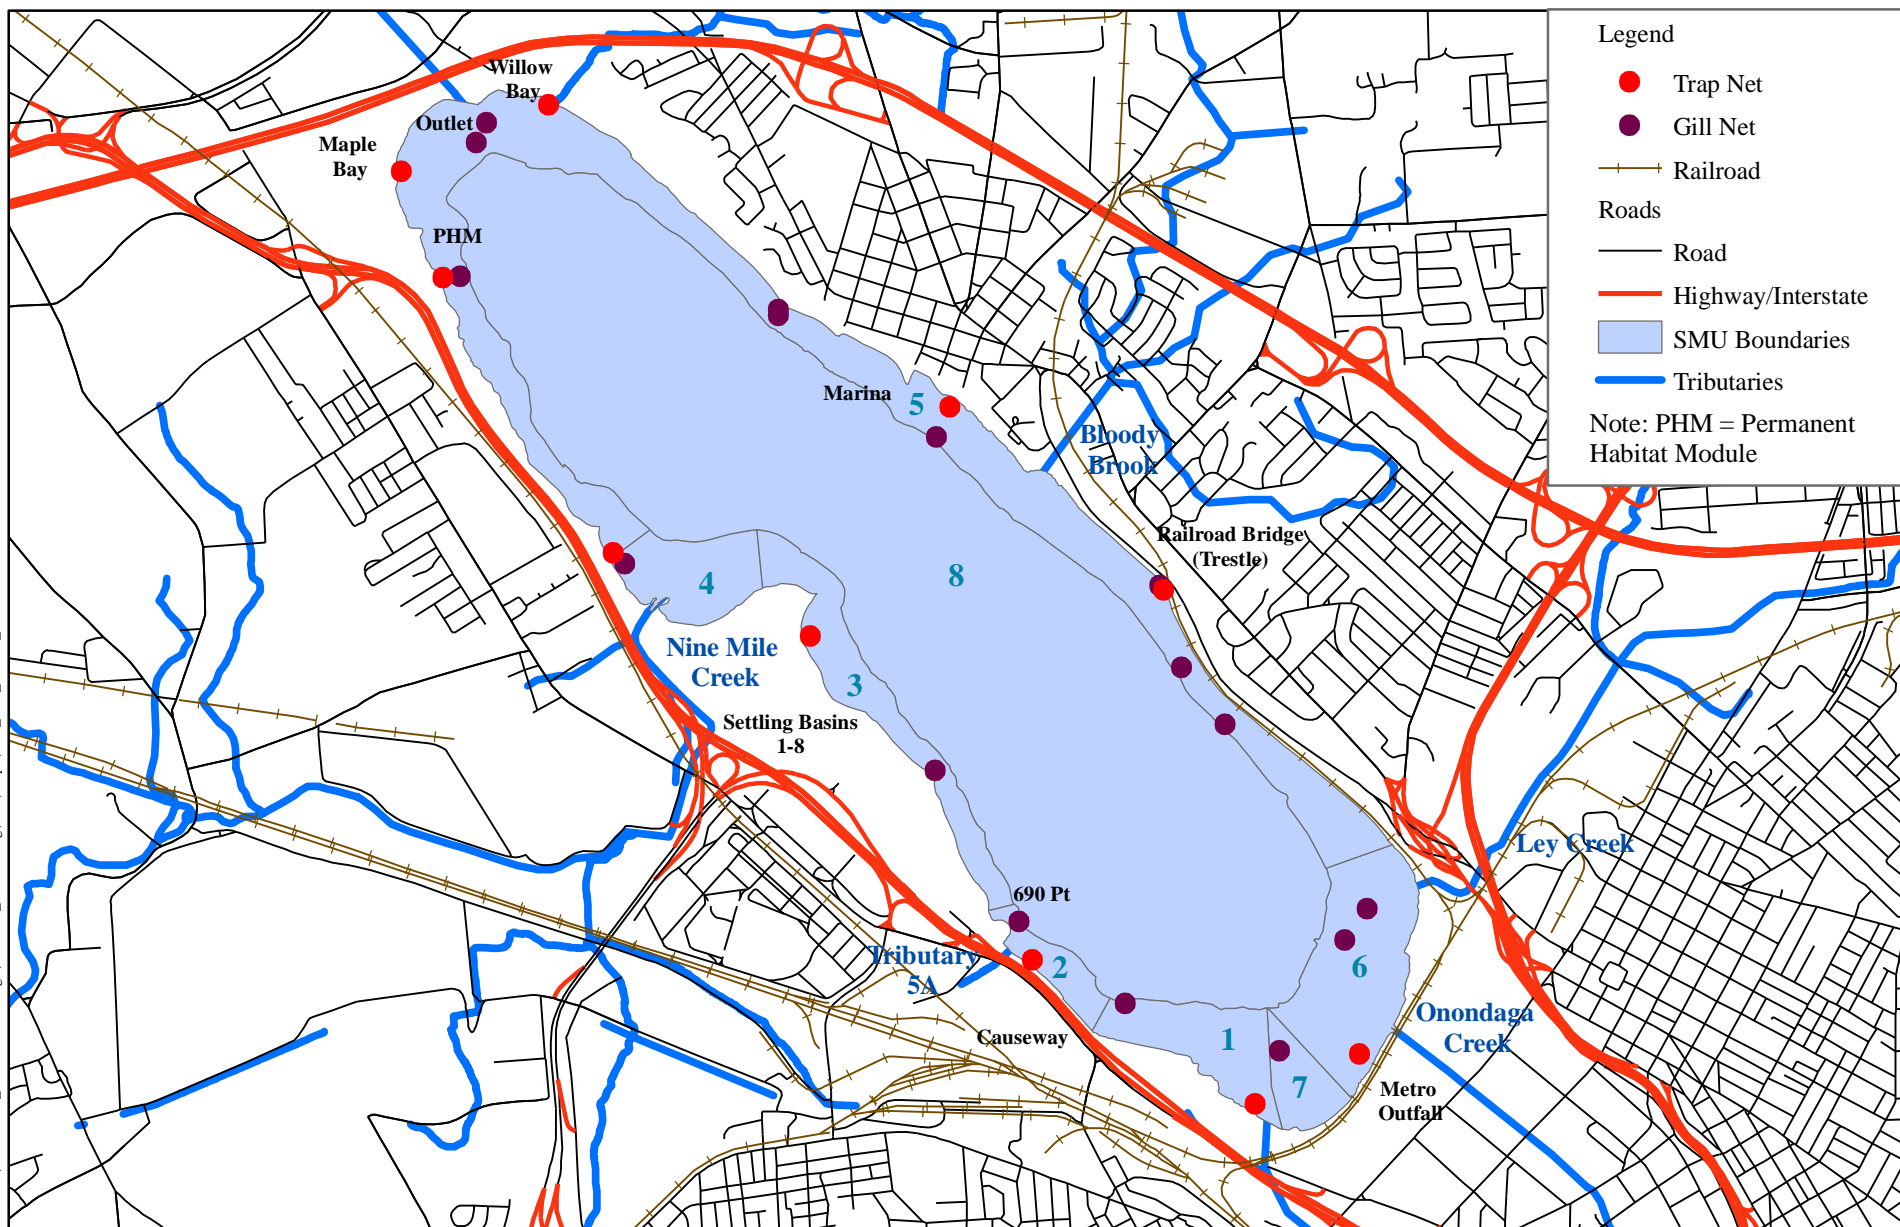 Legend
Trap Net
Gill Net
Railroad
Roads
Road
Highway/Interstate
SMU Boundaries
Tributaries
Note: PHM = Permanent
Habitat Module
Willow
Bay
Outlet
Maple
Bay
PHM
Marina
5
Bloody
Brook
Railroad Bridge
(Trestle)
4
8
Nine Mile
Creek
3
Settling Basins
1-8
Ley Creek
690 Pt
Tributary
5A
2
6
Causeway
1
Onondaga
Creek
7
Metro
Outfall